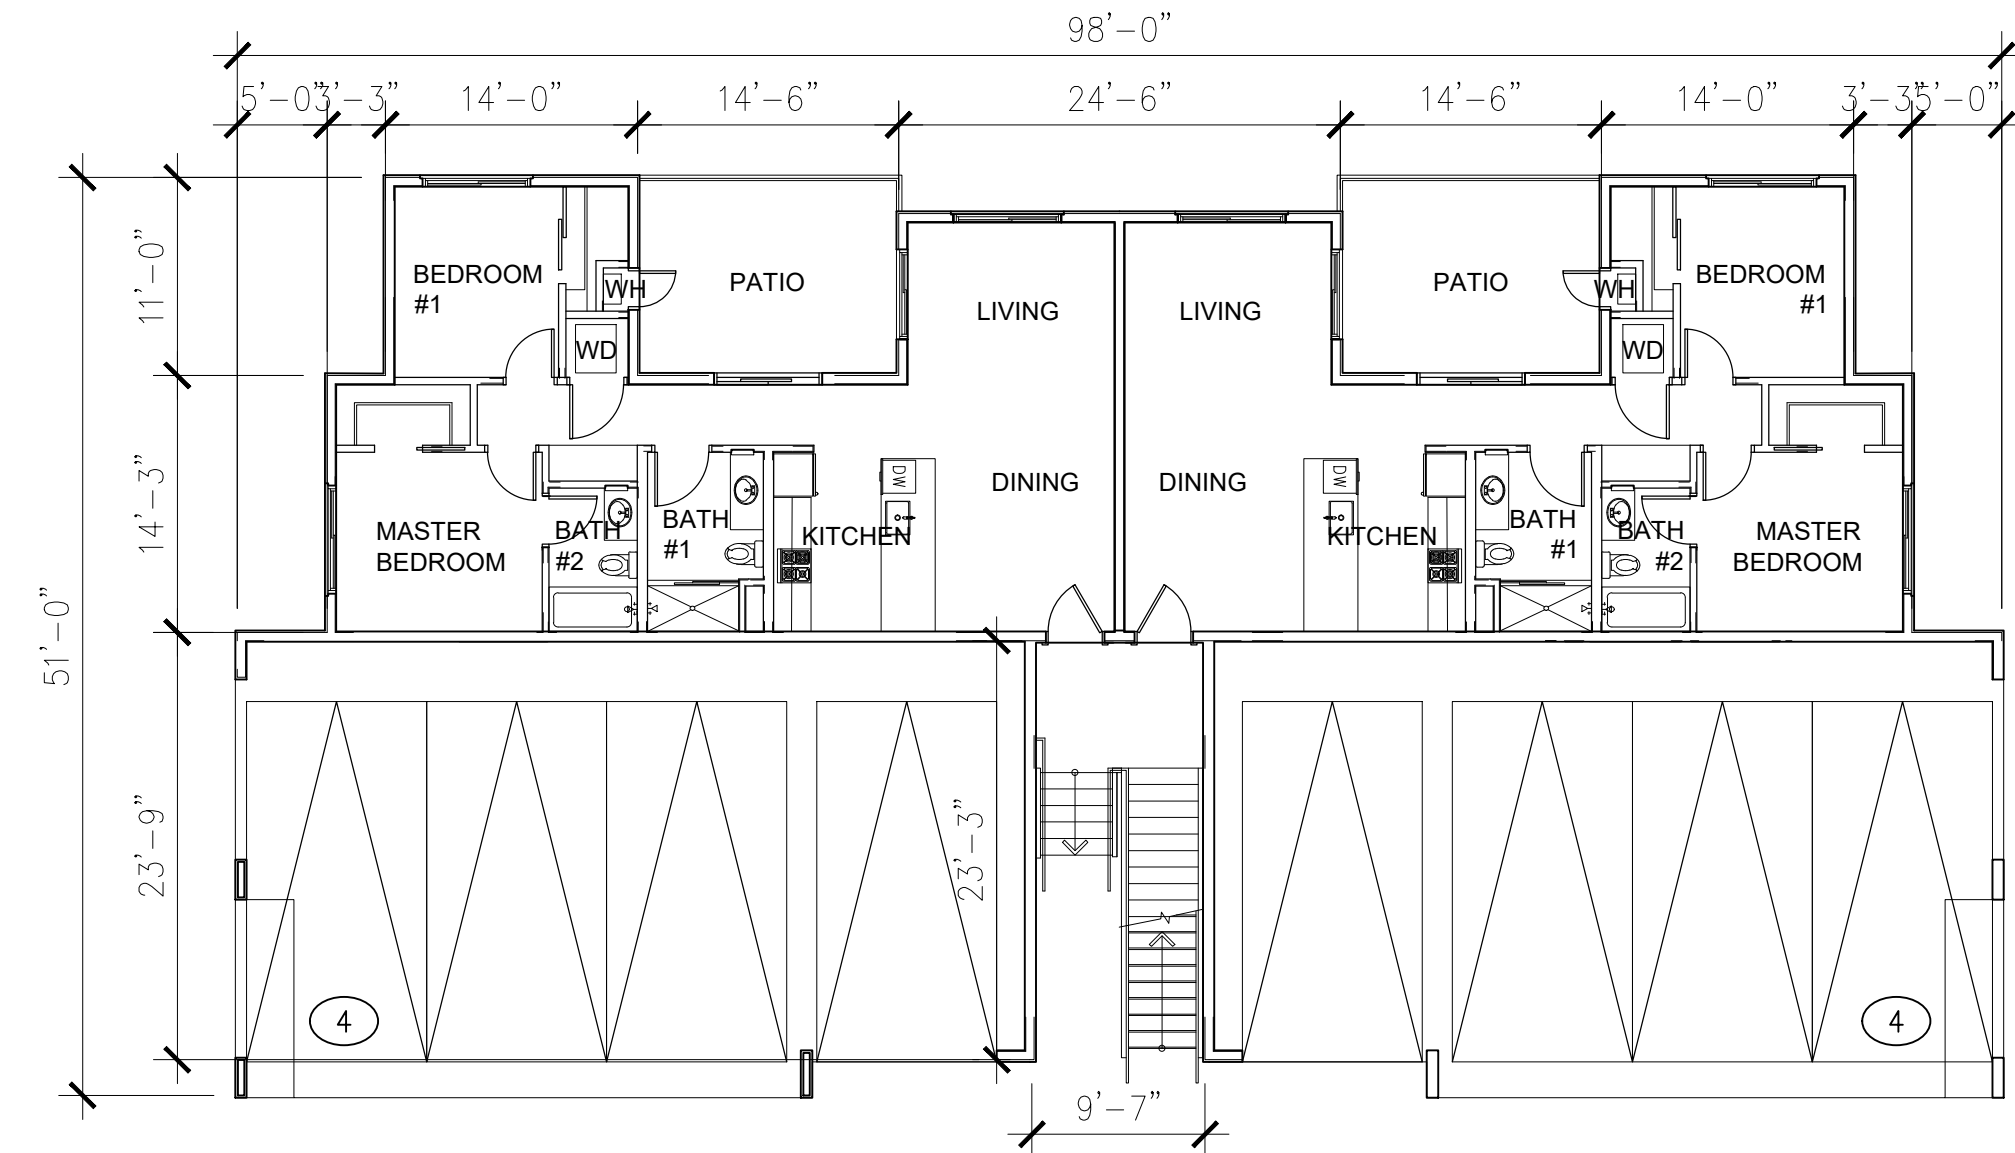 98'-0"
5'-0" 3'-3" 14'-0" 14'-6" 24'-6" 14'-6" 14'-0" 3'-3" 5'-0"
11'-0"
14'-3"
51'-0"
23'-9"
23'-3"
9'-7"
BEDROOM
#1
WH
PATIO
LIVING
LIVING
PATIO
WH
BEDROOM
#1
WD
WD
DW
DINING
DINING
DW
MASTER
BEDROOM
BATH
#2
BATH
#1
KITCHEN
KITCHEN
BATH
#1
BATH
#2
MASTER
BEDROOM
N
4
4